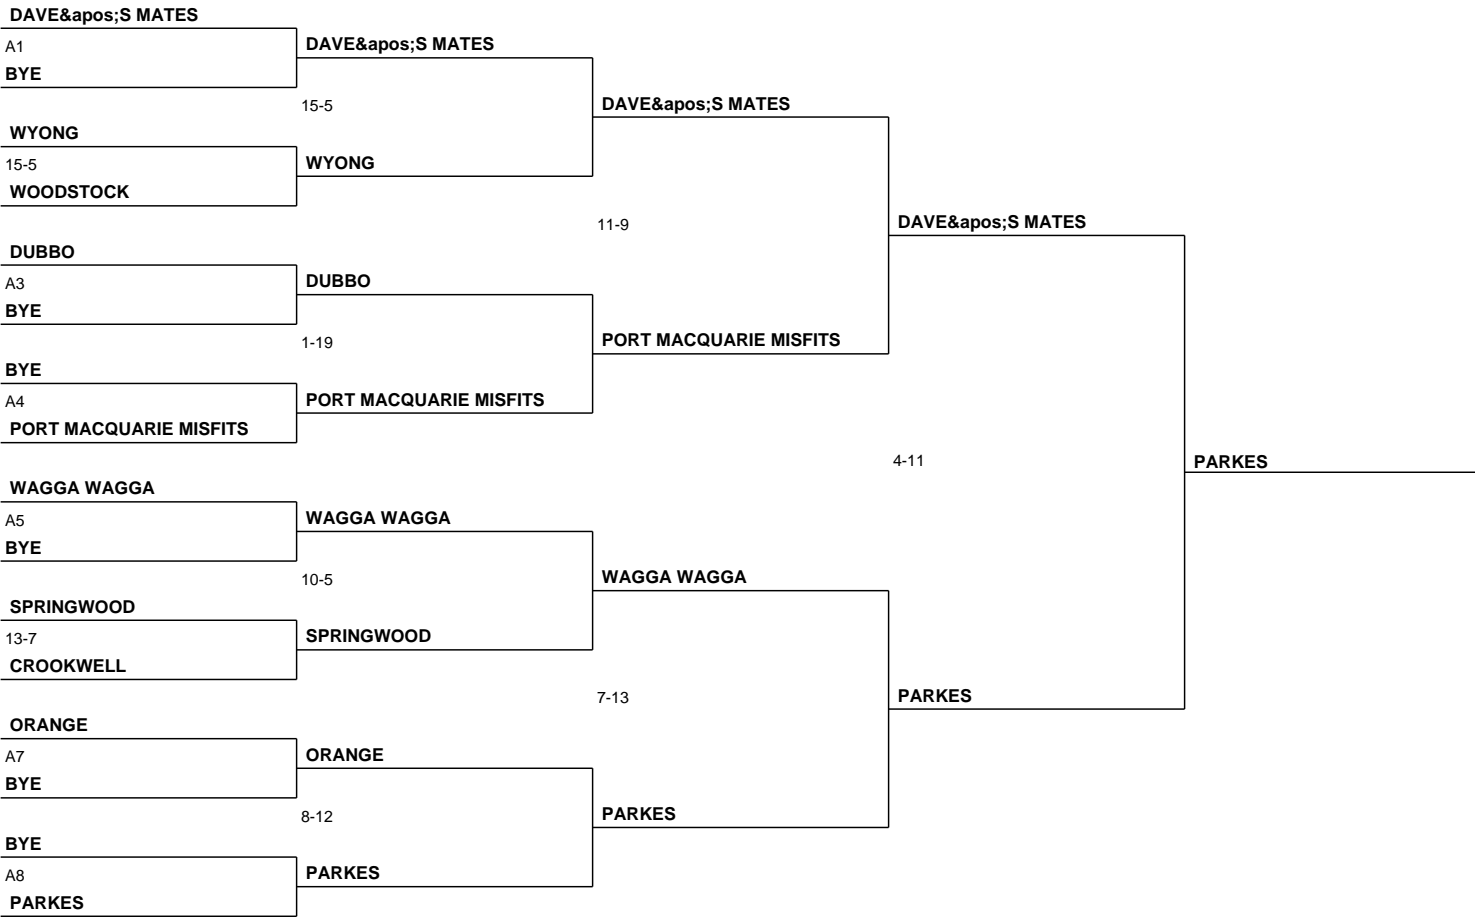 DAVE&apos;S MATES
A1
BYE
DAVE&apos;S MATES
15-5
WYONG
15-5
WOODSTOCK
WYONG
DAVE&apos;S MATES
11-9
DUBBO
A3
BYE
DUBBO
1-19
BYE
A4
PORT MACQUARIE MISFITS
PORT MACQUARIE MISFITS
PORT MACQUARIE MISFITS
DAVE&apos;S MATES
4-11
PARKES
WAGGA WAGGA
A5
BYE
WAGGA WAGGA
10-5
SPRINGWOOD
13-7
CROOKWELL
SPRINGWOOD
WAGGA WAGGA
7-13
PARKES
ORANGE
A7
BYE
ORANGE
8-12
BYE
A8
PARKES
PARKES
PARKES